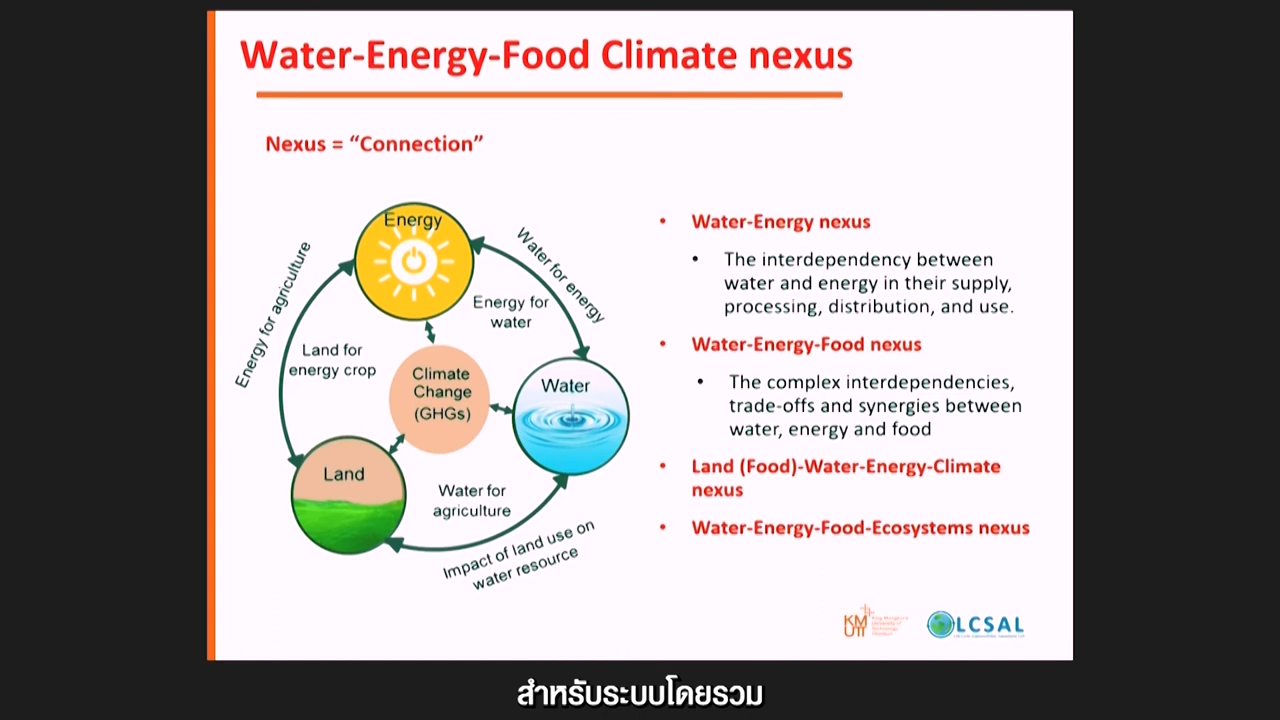 Water-Energy-Food Climate nexus
Nexus = “Connection”
Energy
Water for energy
Energy for agriculture
Energy for
water
Land for
energy crop
Climate
Change
(GHGs)
Water
Land
Water for
agriculture
Impact of land use on
water resource
• Water-Energy nexus
• The interdependency between
water and energy in their supply,
processing, distribution, and use.
• Water-Energy-Food nexus
• The complex interdependencies,
trade-offs and synergies between
water, energy and food
• Land (Food)-Water-Energy-Climate
nexus
• Water-Energy-Food-Ecosystems nexus
KM
UTT
LCSAL
สำหรับระบบโดยรวม